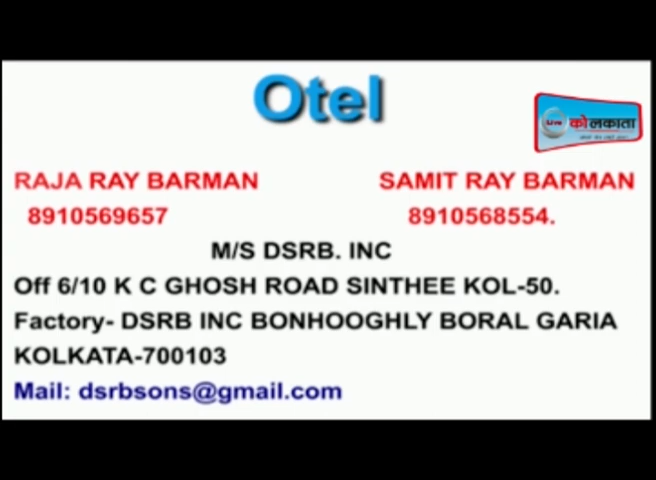 Otel
Live कोलकाता
RAJA RAY BARMAN SAMIT RAY BARMAN
8910569657 8910568554.
M/S DSRB. INC
Off 6/10 K C GHOSH ROAD SINTHEE KOL-50.
Factory- DSRB INC BONHOOGHLY BORAL GARIA
KOLKATA-700103
Mail: dsrbsons@gmail.com